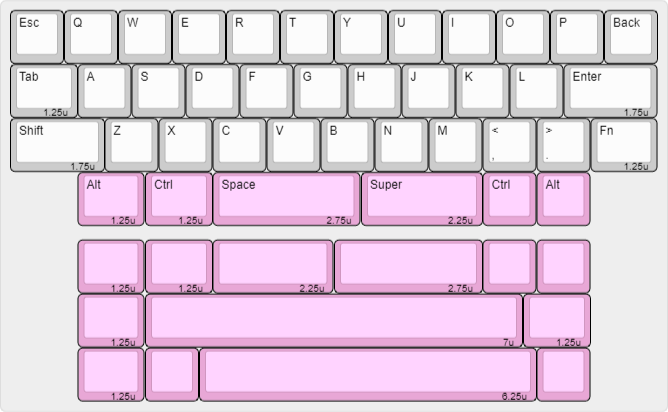 Esc Q W E R T Y U I O P Back
Tab A S D F G H J K L Enter
1.25u 1.75u
Shift Z X C V B N M < > Fn
, .
1.75u 1.25u
Alt Ctrl Space Super Ctrl Alt
1.25u 1.25u 2.75u 2.25u
1.25u 1.25u 2.25u 2.75u
1.25u 7u 1.25u
1.25u 6.25u